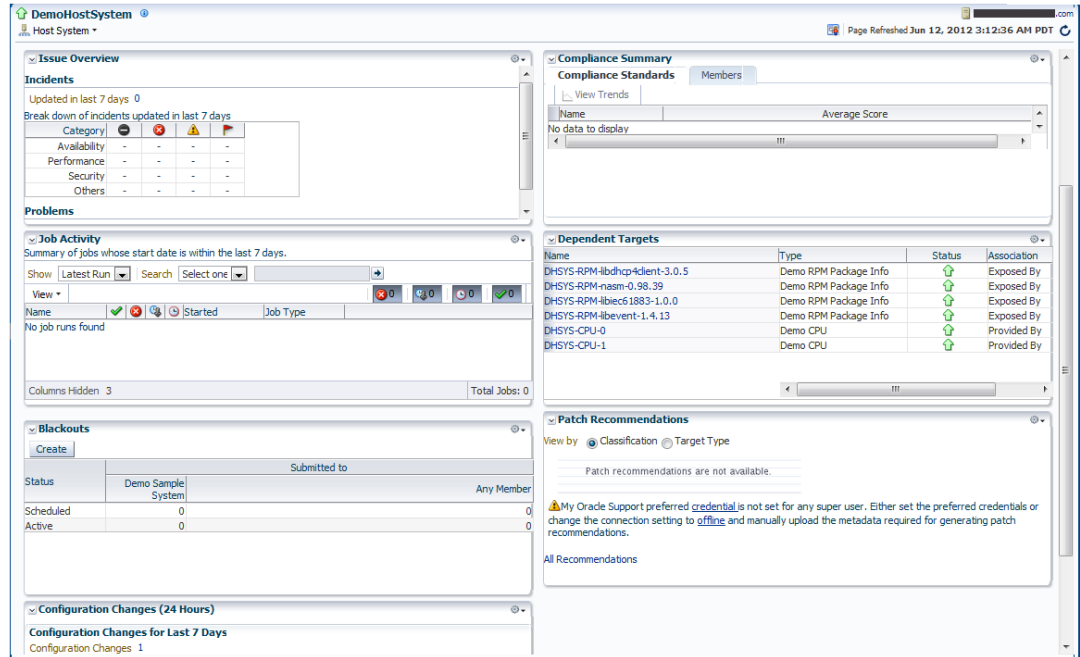 DemoHostSystem
.com
Host System
Page Refreshed Jun 12, 2012 3:12:36 AM PDT
Issue Overview
Incidents
Updated in last 7 days 0
Break down of incidents updated in last 7 days
Category
Availability - - - -
Performance - - - -
Security - - - -
Others - - - -
Problems
Compliance Summary
Compliance Standards Members
View Trends
Name Average Score
No data to display
Job Activity
Summary of jobs whose start date is within the last 7 days.
Show Latest Run Search Select one
View 0 0 0 0
Name Started Job Type
No job runs found
Columns Hidden 3 Total Jobs: 0
Dependent Targets
Name Type Status Association
DHSYS-RPM-libdhcp4client-3.0.5 Demo RPM Package Info Exposed By
DHSYS-RPM-nasm-0.98.39 Demo RPM Package Info Exposed By
DHSYS-RPM-libiec61883-1.0.0 Demo RPM Package Info Exposed By
DHSYS-RPM-libevent-1.4.13 Demo RPM Package Info Exposed By
DHSYS-CPU-0 Demo CPU Provided By
DHSYS-CPU-1 Demo CPU Provided By
Blackouts
Create
Status Submitted to
Demo Sample System Any Member
Scheduled 0 0
Active 0 0
Patch Recommendations
View by Classification Target Type
Patch recommendations are not available.
My Oracle Support preferred credential is not set for any super user. Either set the preferred credentials or
change the connection setting to offline and manually upload the metadata required for generating patch
recommendations.
All Recommendations
Configuration Changes (24 Hours)
Configuration Changes for Last 7 Days
Configuration Changes 1